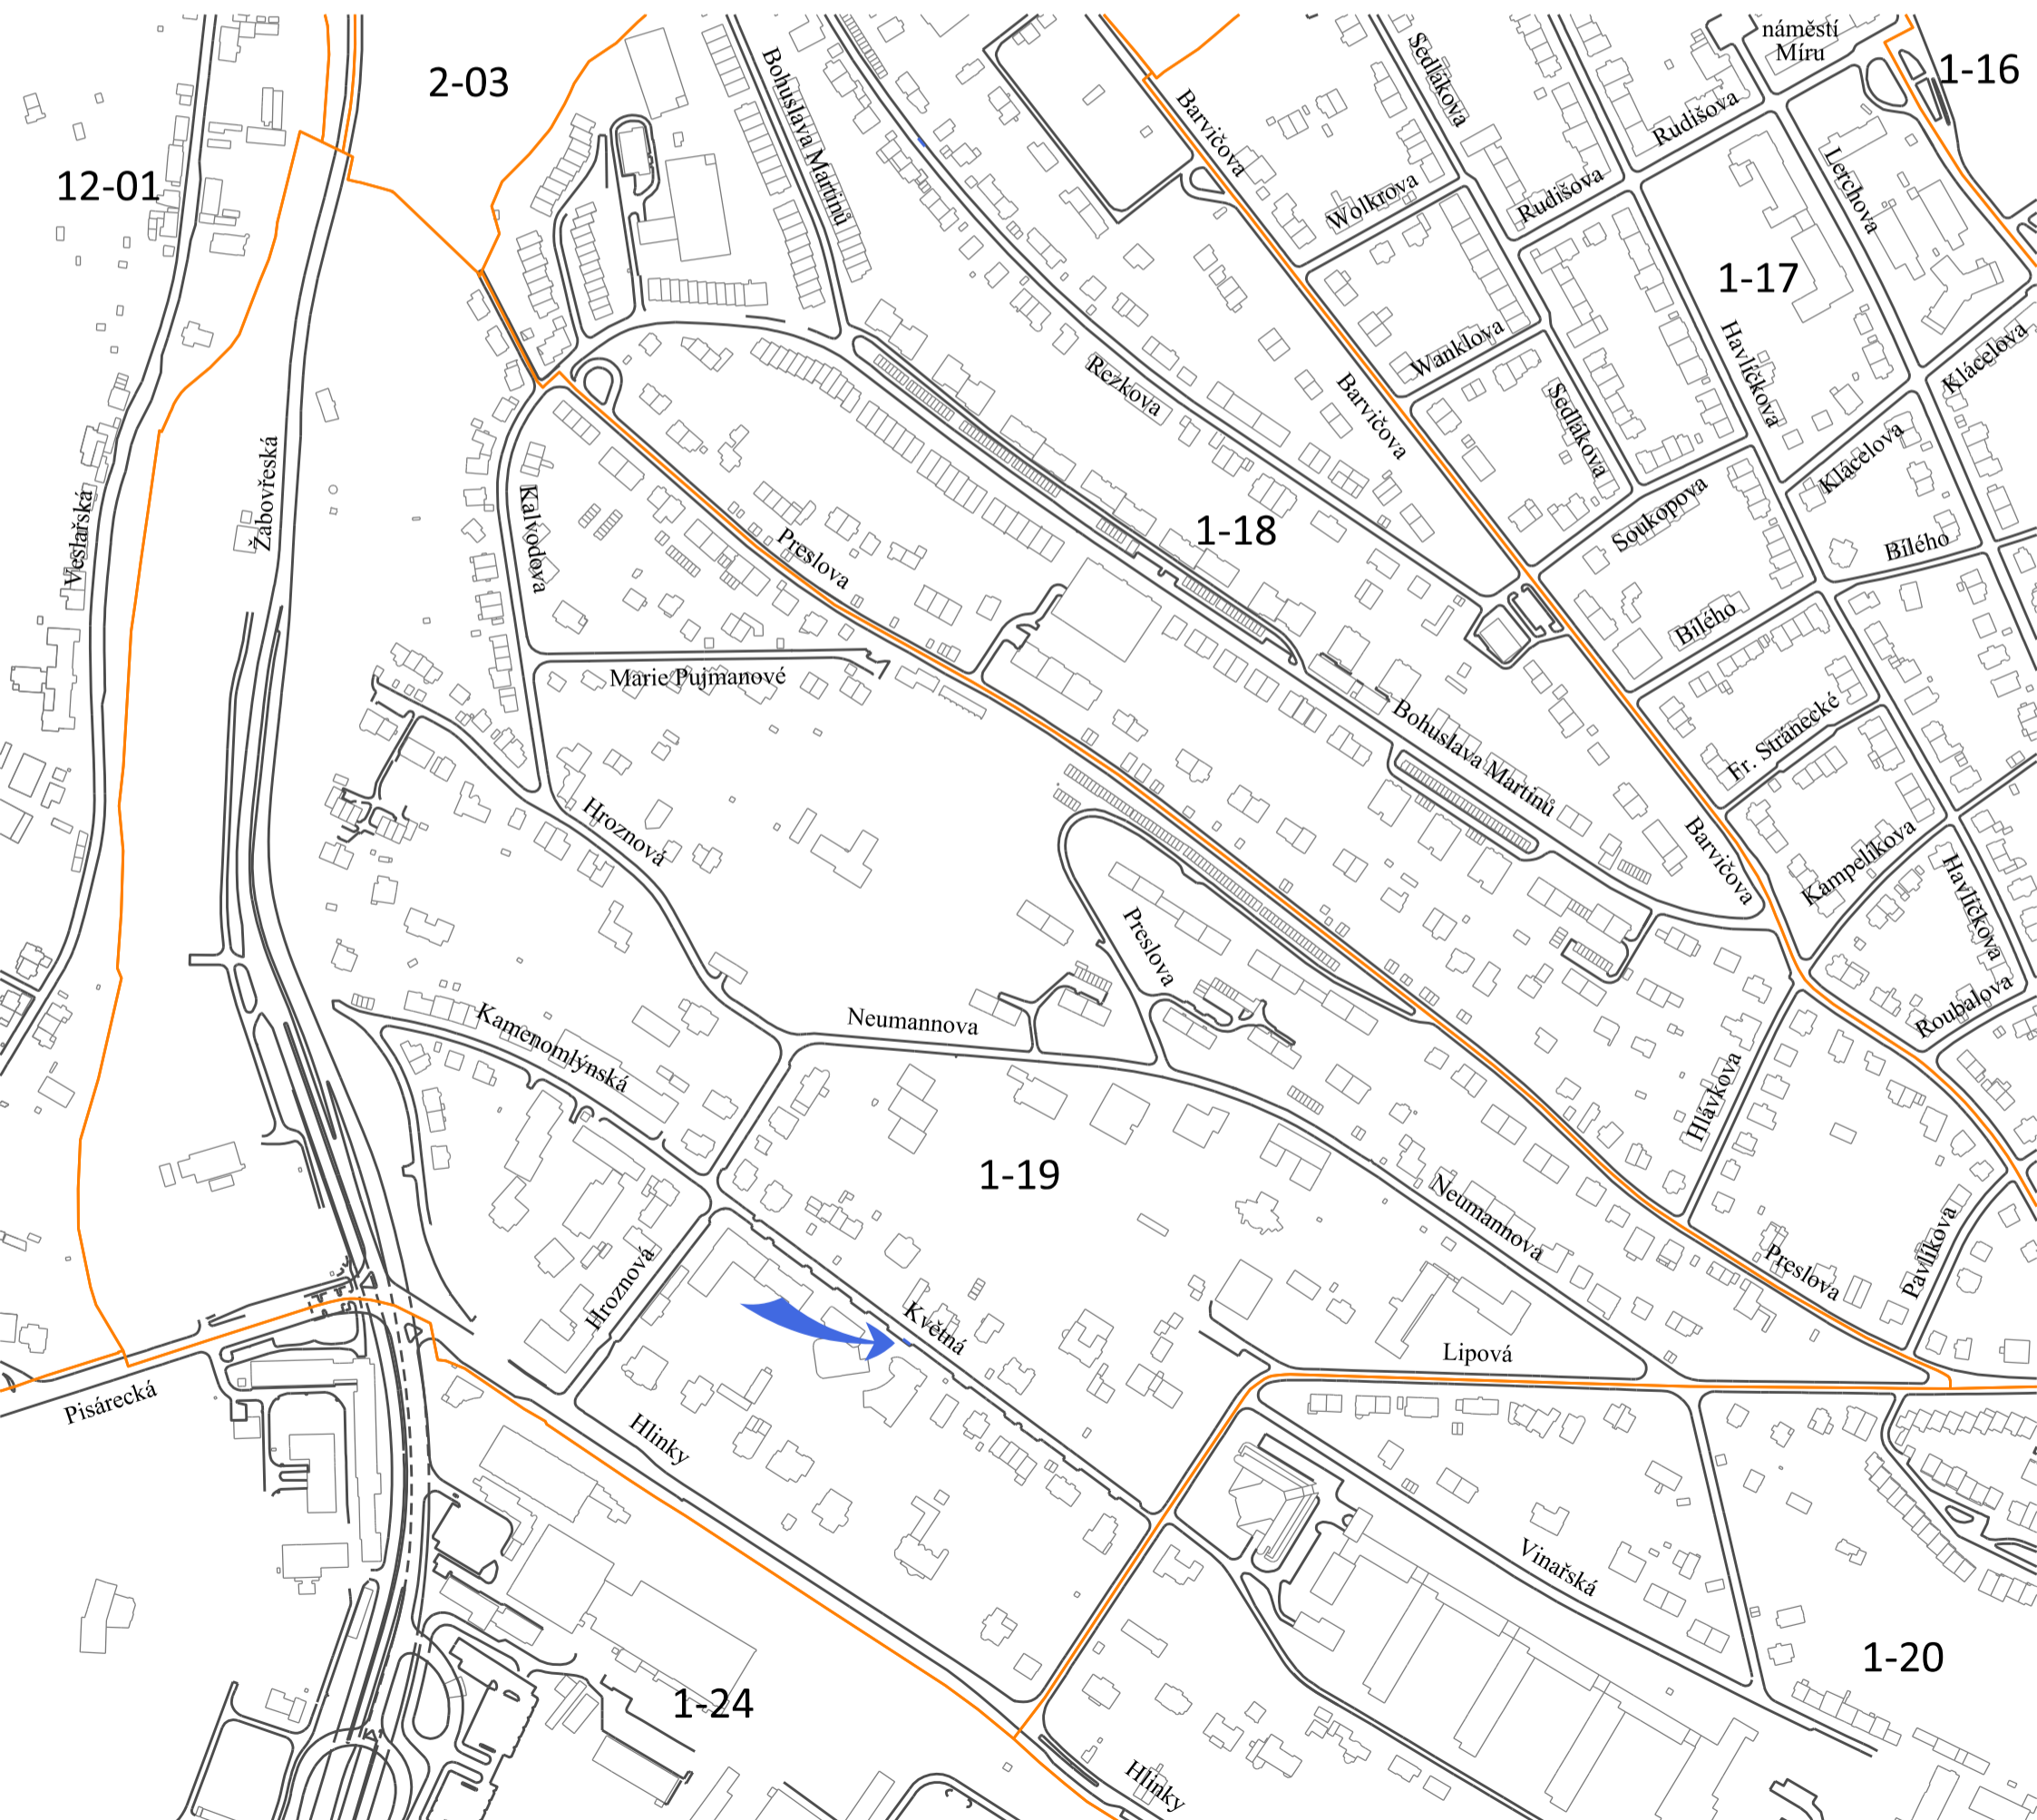 náměstí
Míru
2-03
1-16
Sedlákova
Bohuslava Martinů
Barvičova
Rudišova
12-01
Lerchova
Wolkrova
Rudišova
1-17
Wanklova
Havlíčkova
Klácelova
Rezkova
Barvičova
Sedlákova
Klácelova
Žabovřeská
Veslařská
Kalvodova
Preslova
1-18
Soukopova
Bílého
Bílého
Marie Pujmanové
Bohuslava Martinů
Fr. Stránecké
Hroznová
Barvičova
Kampelíkova
Havlíčkova
Preslova
Roubalova
Neumannova
Kamenomlýnská
Hlávkova
1-19
Neumannova
Pavlíkova
Preslova
Hroznová
Květná
Lipová
Pisárecká
Hlinky
Vinařská
1-20
1-24
Hlinky